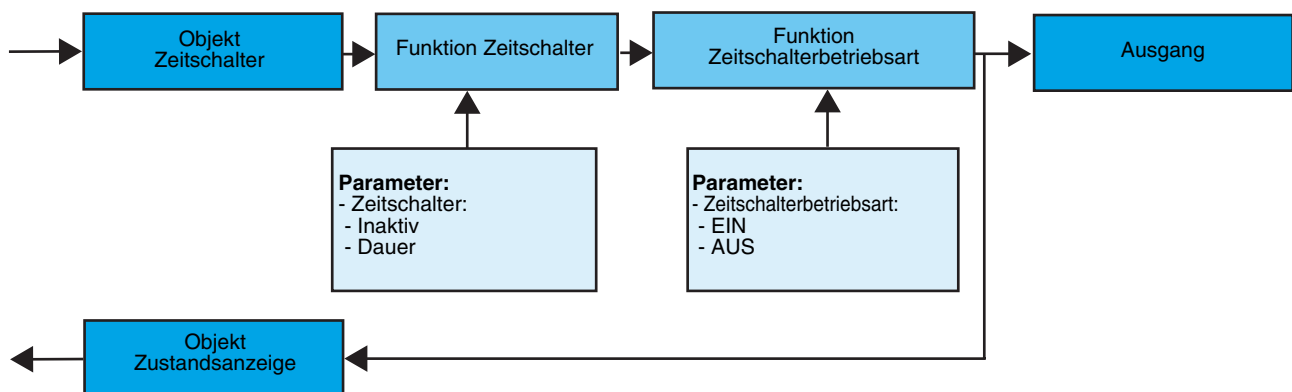 Objekt
Zeitschalter
Funktion Zeitschalter
Funktion
Zeitschalterbetriebsart
Ausgang
Parameter:
- Zeitschalter:
- Inaktiv
- Dauer
Parameter:
- Zeitschalterbetriebsart:
- EIN
- AUS
Objekt
Zustandsanzeige